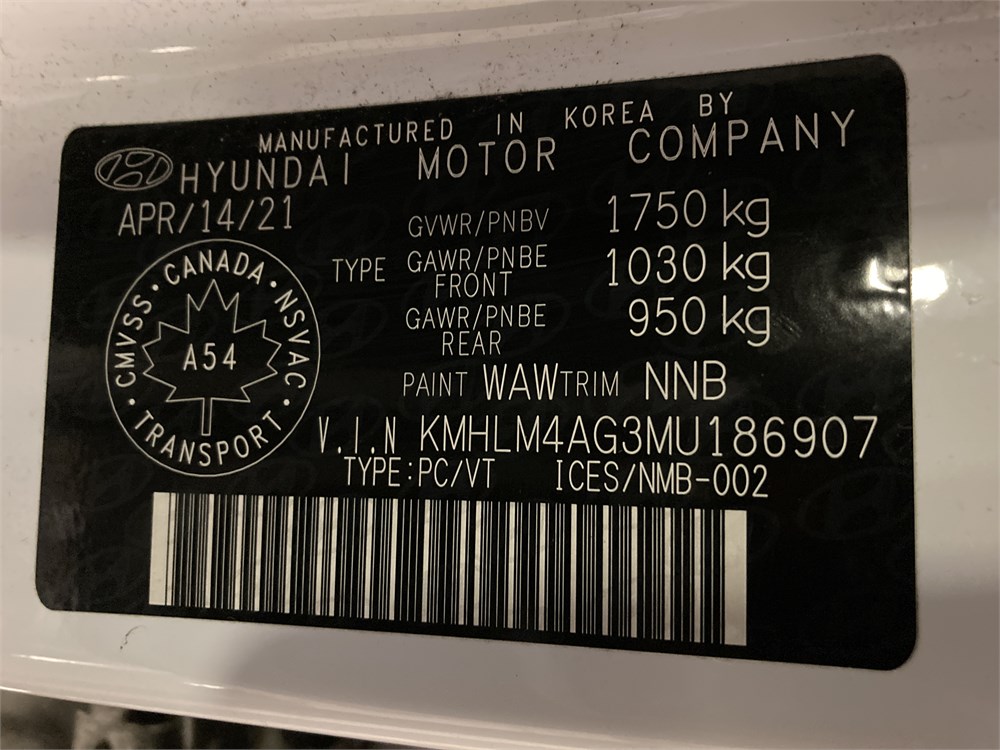 MANUFACTURED IN KOREA BY
HYUNDAI MOTOR COMPANY
APR/14/21
GVWR/PNBV 1750 kg
TYPE GAWR/PNBE FRONT 1030 kg
GAWR/PNBE REAR 950 kg
CMVSS · CANADA · NSVAC · TRANSPORT ·
A54
PAINT WAW TRIM NNB
V.I.N KMHLM4AG3MU186907
TYPE:PC/VT ICES/NMB-002